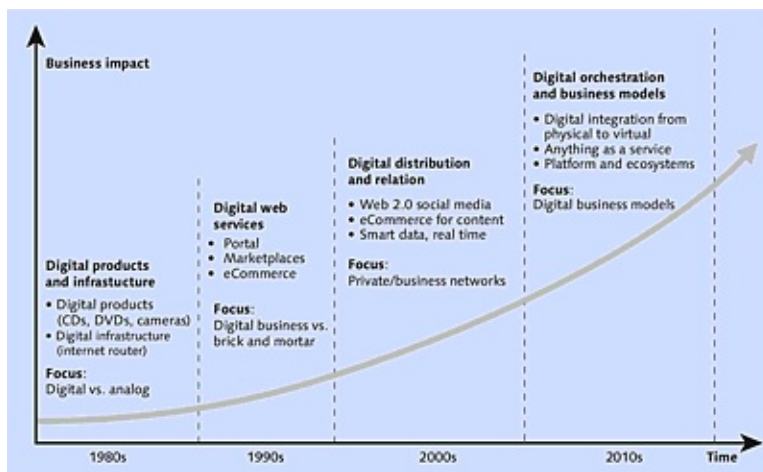 Business impact
Digital products
and infrastucture
• Digital products
(CDs, DVDs, cameras)
• Digital infrastructure
(internet router)
Focus:
Digital vs. analog
Digital web
services
• Portal
• Marketplaces
• eCommerce
Focus:
Digital business vs.
brick and mortar
Digital distribution
and relation
• Web 2.0 social media
• eCommerce for content
• Smart data, real time
Focus:
Private/business networks
Digital orchestration
and business models
• Digital integration from
physical to virtual
• Anything as a service
• Platform and ecosystems
Focus:
Digital business models
1980s
1990s
2000s
2010s
Time